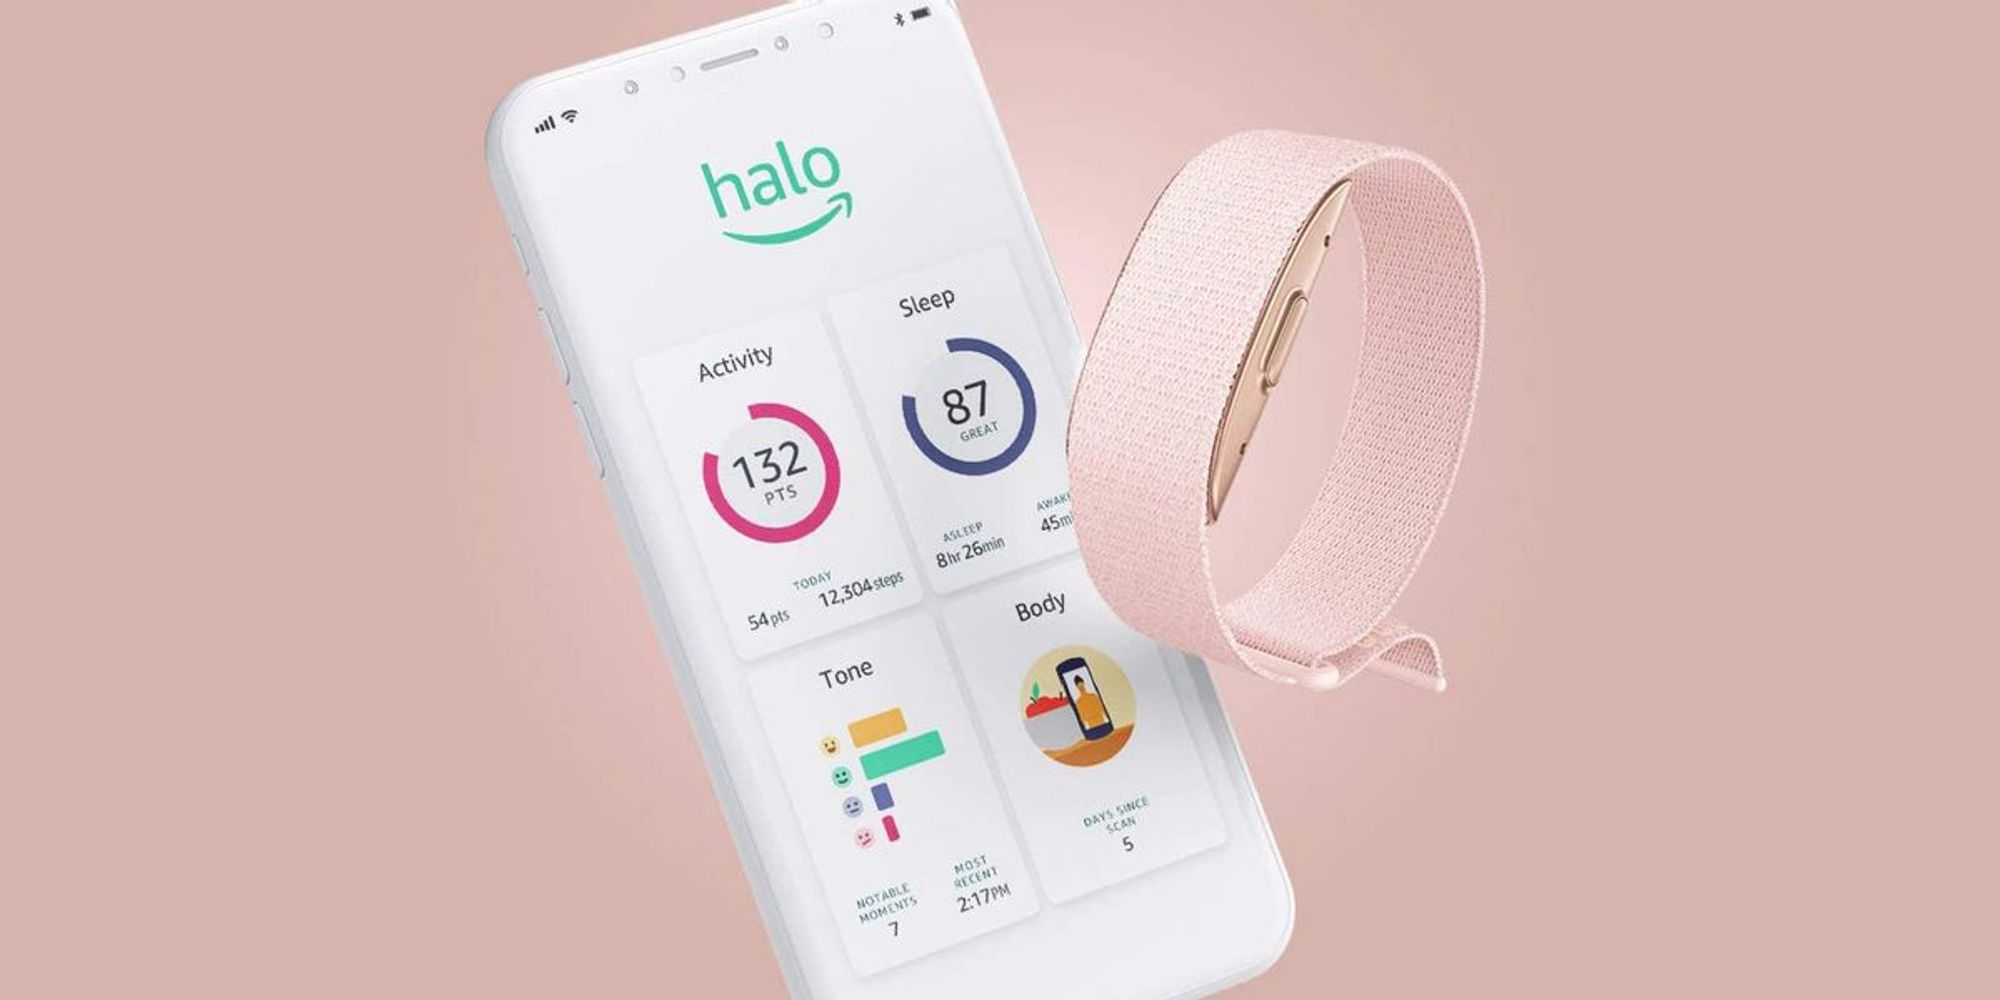 halo
Activity
132
PTS
TODAY
54pts 12,304steps
Sleep
87
GREAT
ASLEEP
8hr 26min
45m
Tone
NOTABLE
MOMENTS
7
MOST
RECENT
2:17PM
Body
DAYS SINCE
SCAN
5